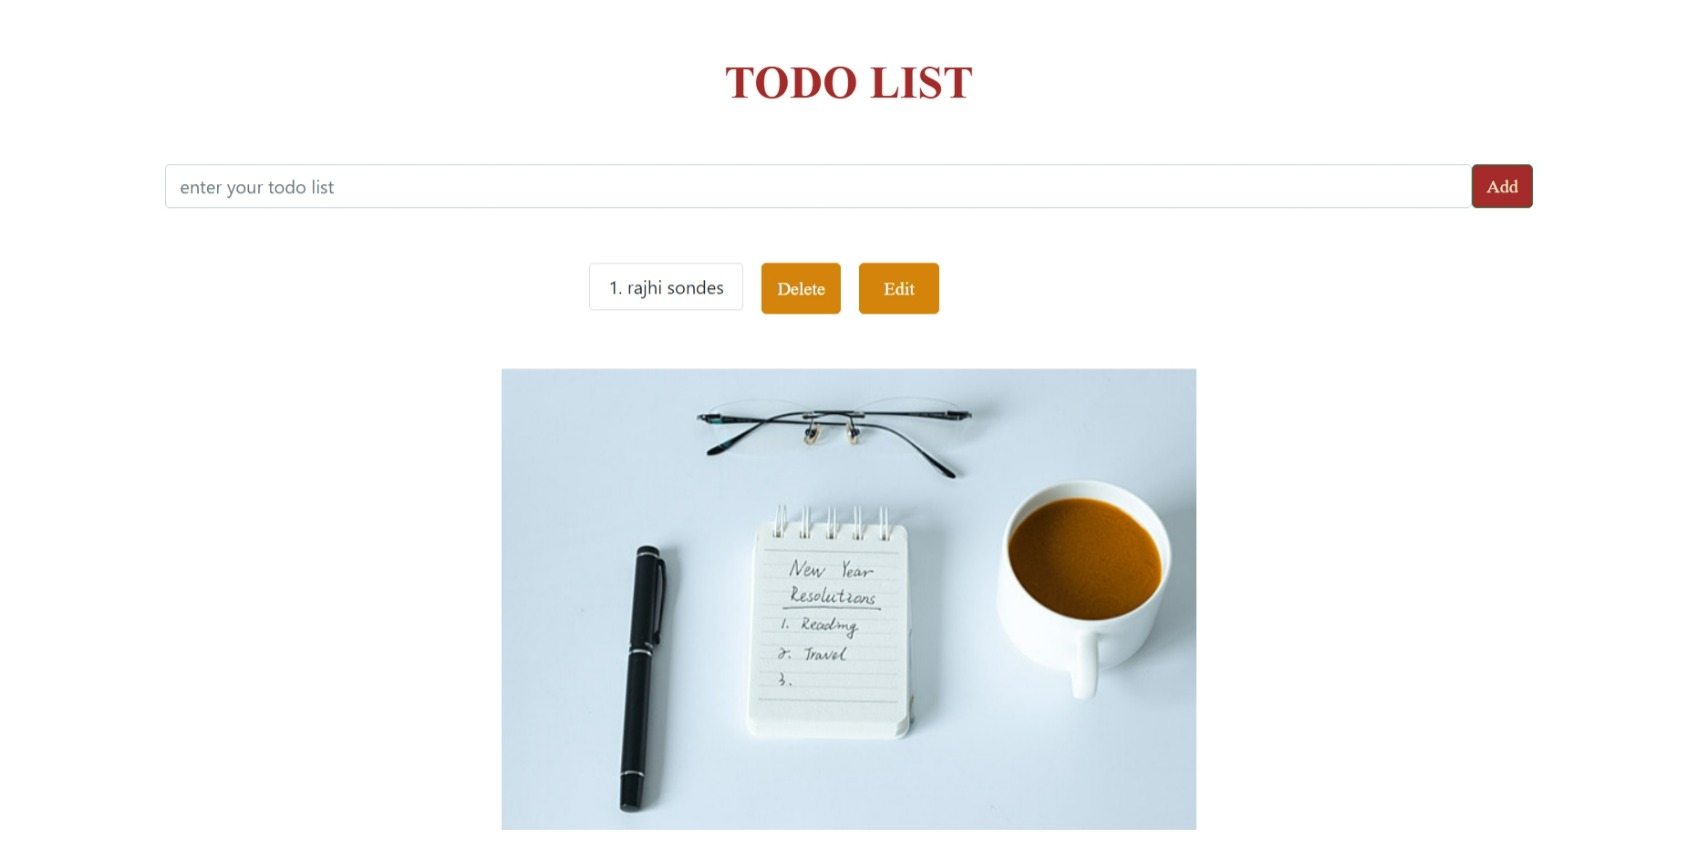 TODO LIST
enter your todo list
Add
1. rajhi sondes
Delete
Edit
New Year
Resolutions
1. Reading
2. Travel
3.